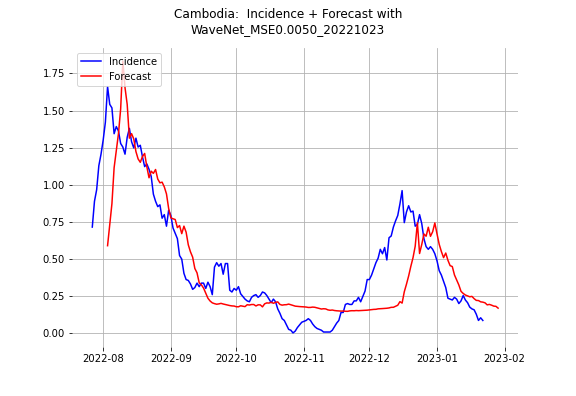 Cambodia:  Incidence + Forecast with
WaveNet_MSE0.0050_20221023
Incidence
Forecast
1.75
1.50
1.25
1.00
0.75
0.50
0.25
0.00
2022-08 2022-09 2022-10 2022-11 2022-12 2023-01 2023-02